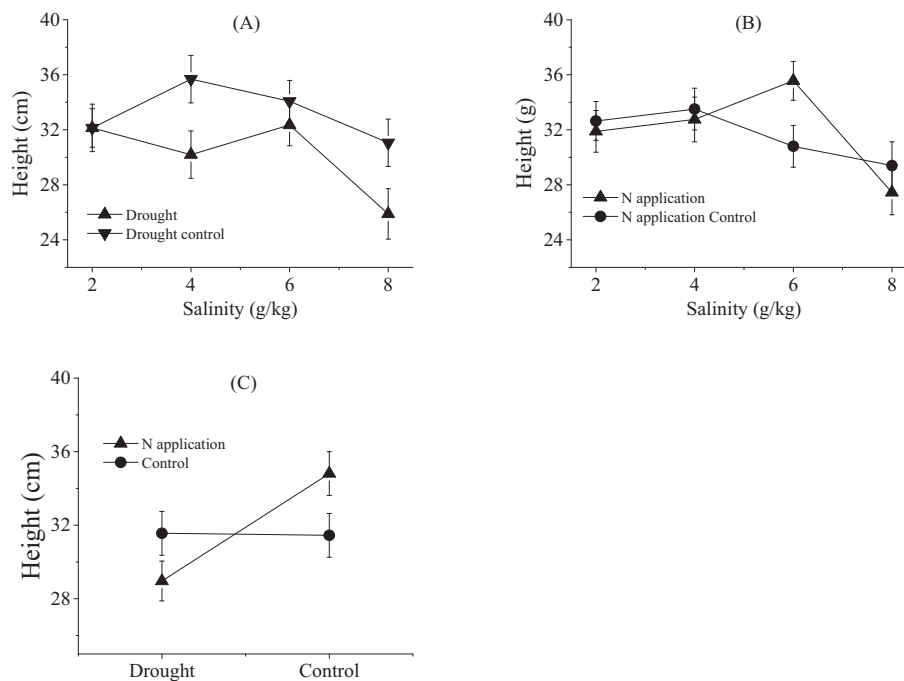 (A)
40
36
32
28
24
Height (cm)
Drought
Drought control
2 4 6 8
Salinity (g/kg)
(B)
40
36
32
28
24
Height (g)
N application
N application Control
2 4 6 8
Salinity (g/kg)
(C)
40
36
32
28
Height (cm)
N application
Control
Drought Control